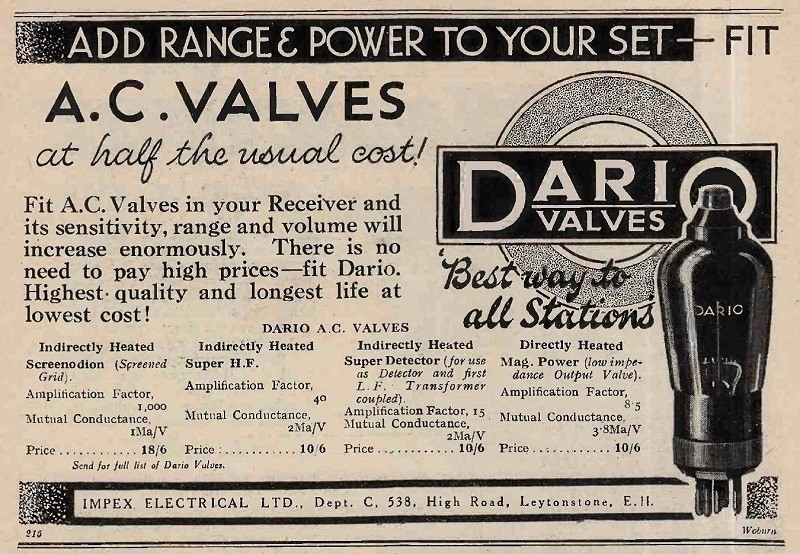 ADD RANGE & POWER TO YOUR SET — FIT
A.C. VALVES
at half the usual cost!
DARIO
VALVES
'Best way to
all Stations'
Fit A.C. Valves in your Receiver and
its sensitivity, range and volume will
increase enormously. There is no
need to pay high prices—fit Dario.
Highest quality and longest life at
lowest cost!
DARIO
DARIO A.C. VALVES
Indirectly Heated
Screenodion (Screened
Grid).
Amplification Factor,
1,000
Mutual Conductance,
1Ma/V
Price ........... 18/6
Indirectly Heated
Super H.F.
Amplification Factor,
40
Mutual Conductance,
2Ma/V
Price : ........... 10/6
Indirectly Heated
Super Detector (for use
as Detector and first
L.F. Transformer
coupled).
Amplification Factor, 15
Mutual Conductance,
2Ma/V
Price ........... 10/6
Directly Heated
Mag. Power (low impe-
dance Output Valve).
Amplification Factor,
8·5
Mutual Conductance,
3·8Ma/V
Price ........... 10/6
Send for full list of Dario Valves.
IMPEX ELECTRICAL LTD., Dept. C, 538, High Road, Leytonstone, E.11.
215
Woburn